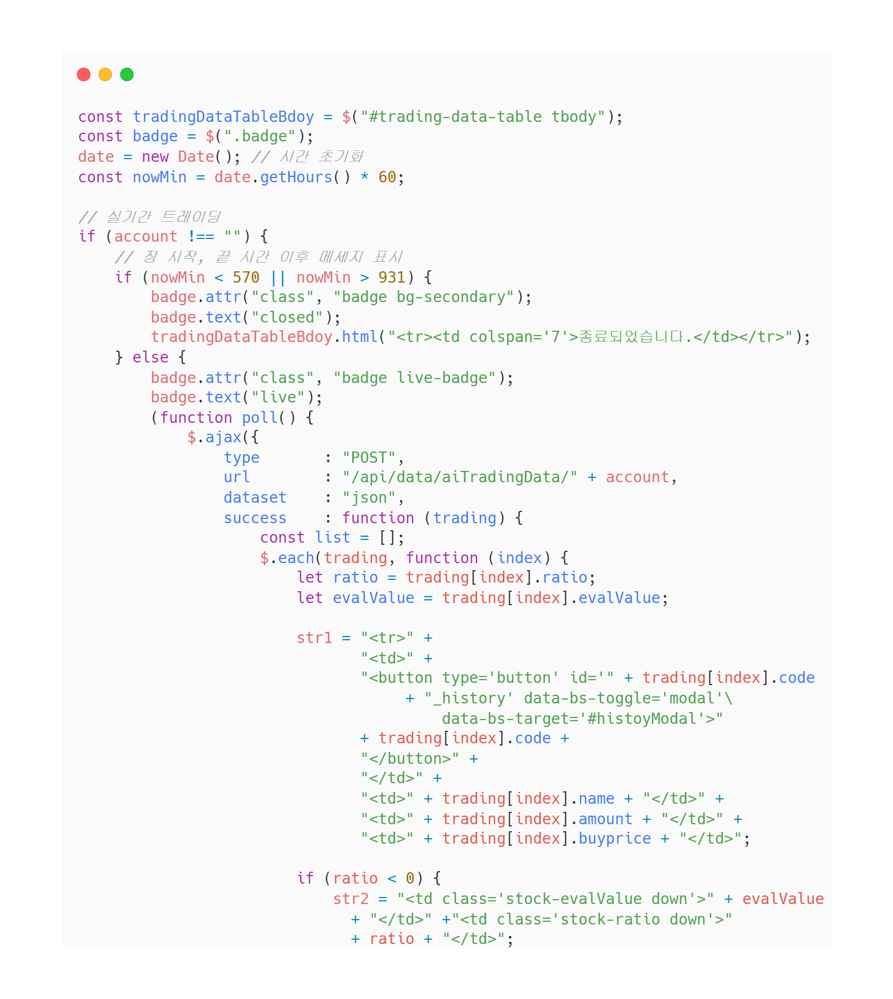 const tradingDataTableBdoy = $("#trading-data-table tbody");
const badge = $(".badge");
date = new Date(); // 시간 초기화
const nowMin = date.getHours() * 60;
// 실기간 트레이딩
if (account !== "") {
    // 장 시작, 끝 시간 이후 메세지 표시
    if (nowMin < 570 || nowMin > 931) {
        badge.attr("class", "badge bg-secondary");
        badge.text("closed");
        tradingDataTableBdoy.html("<tr><td colspan='7'>종료되었습니다.</td></tr>");
    } else {
        badge.attr("class", "badge live-badge");
        badge.text("live");
        (function poll() {
            $.ajax({
                type       : "POST",
                url        : "/api/data/aiTradingData/" + account,
                dataset    : "json",
                success    : function (trading) {
                    const list = [];
                    $.each(trading, function (index) {
                        let ratio = trading[index].ratio;
                        let evalValue = trading[index].evalValue;
                        str1 = "<tr>" +
                               "<td>" +
                               "<button type='button' id='" + trading[index].code
                                    + "_history' data-bs-toggle='modal'\
                                        data-bs-target='#histoyModal'>"
                               + trading[index].code +
                               "</button>" +
                               "</td>" +
                               "<td>" + trading[index].name + "</td>" +
                               "<td>" + trading[index].amount + "</td>" +
                               "<td>" + trading[index].buyprice + "</td>";
                        if (ratio < 0) {
                            str2 = "<td class='stock-evalValue down'>" + evalValue
                              + "</td>" +"<td class='stock-ratio down'>"
                              + ratio + "</td>";